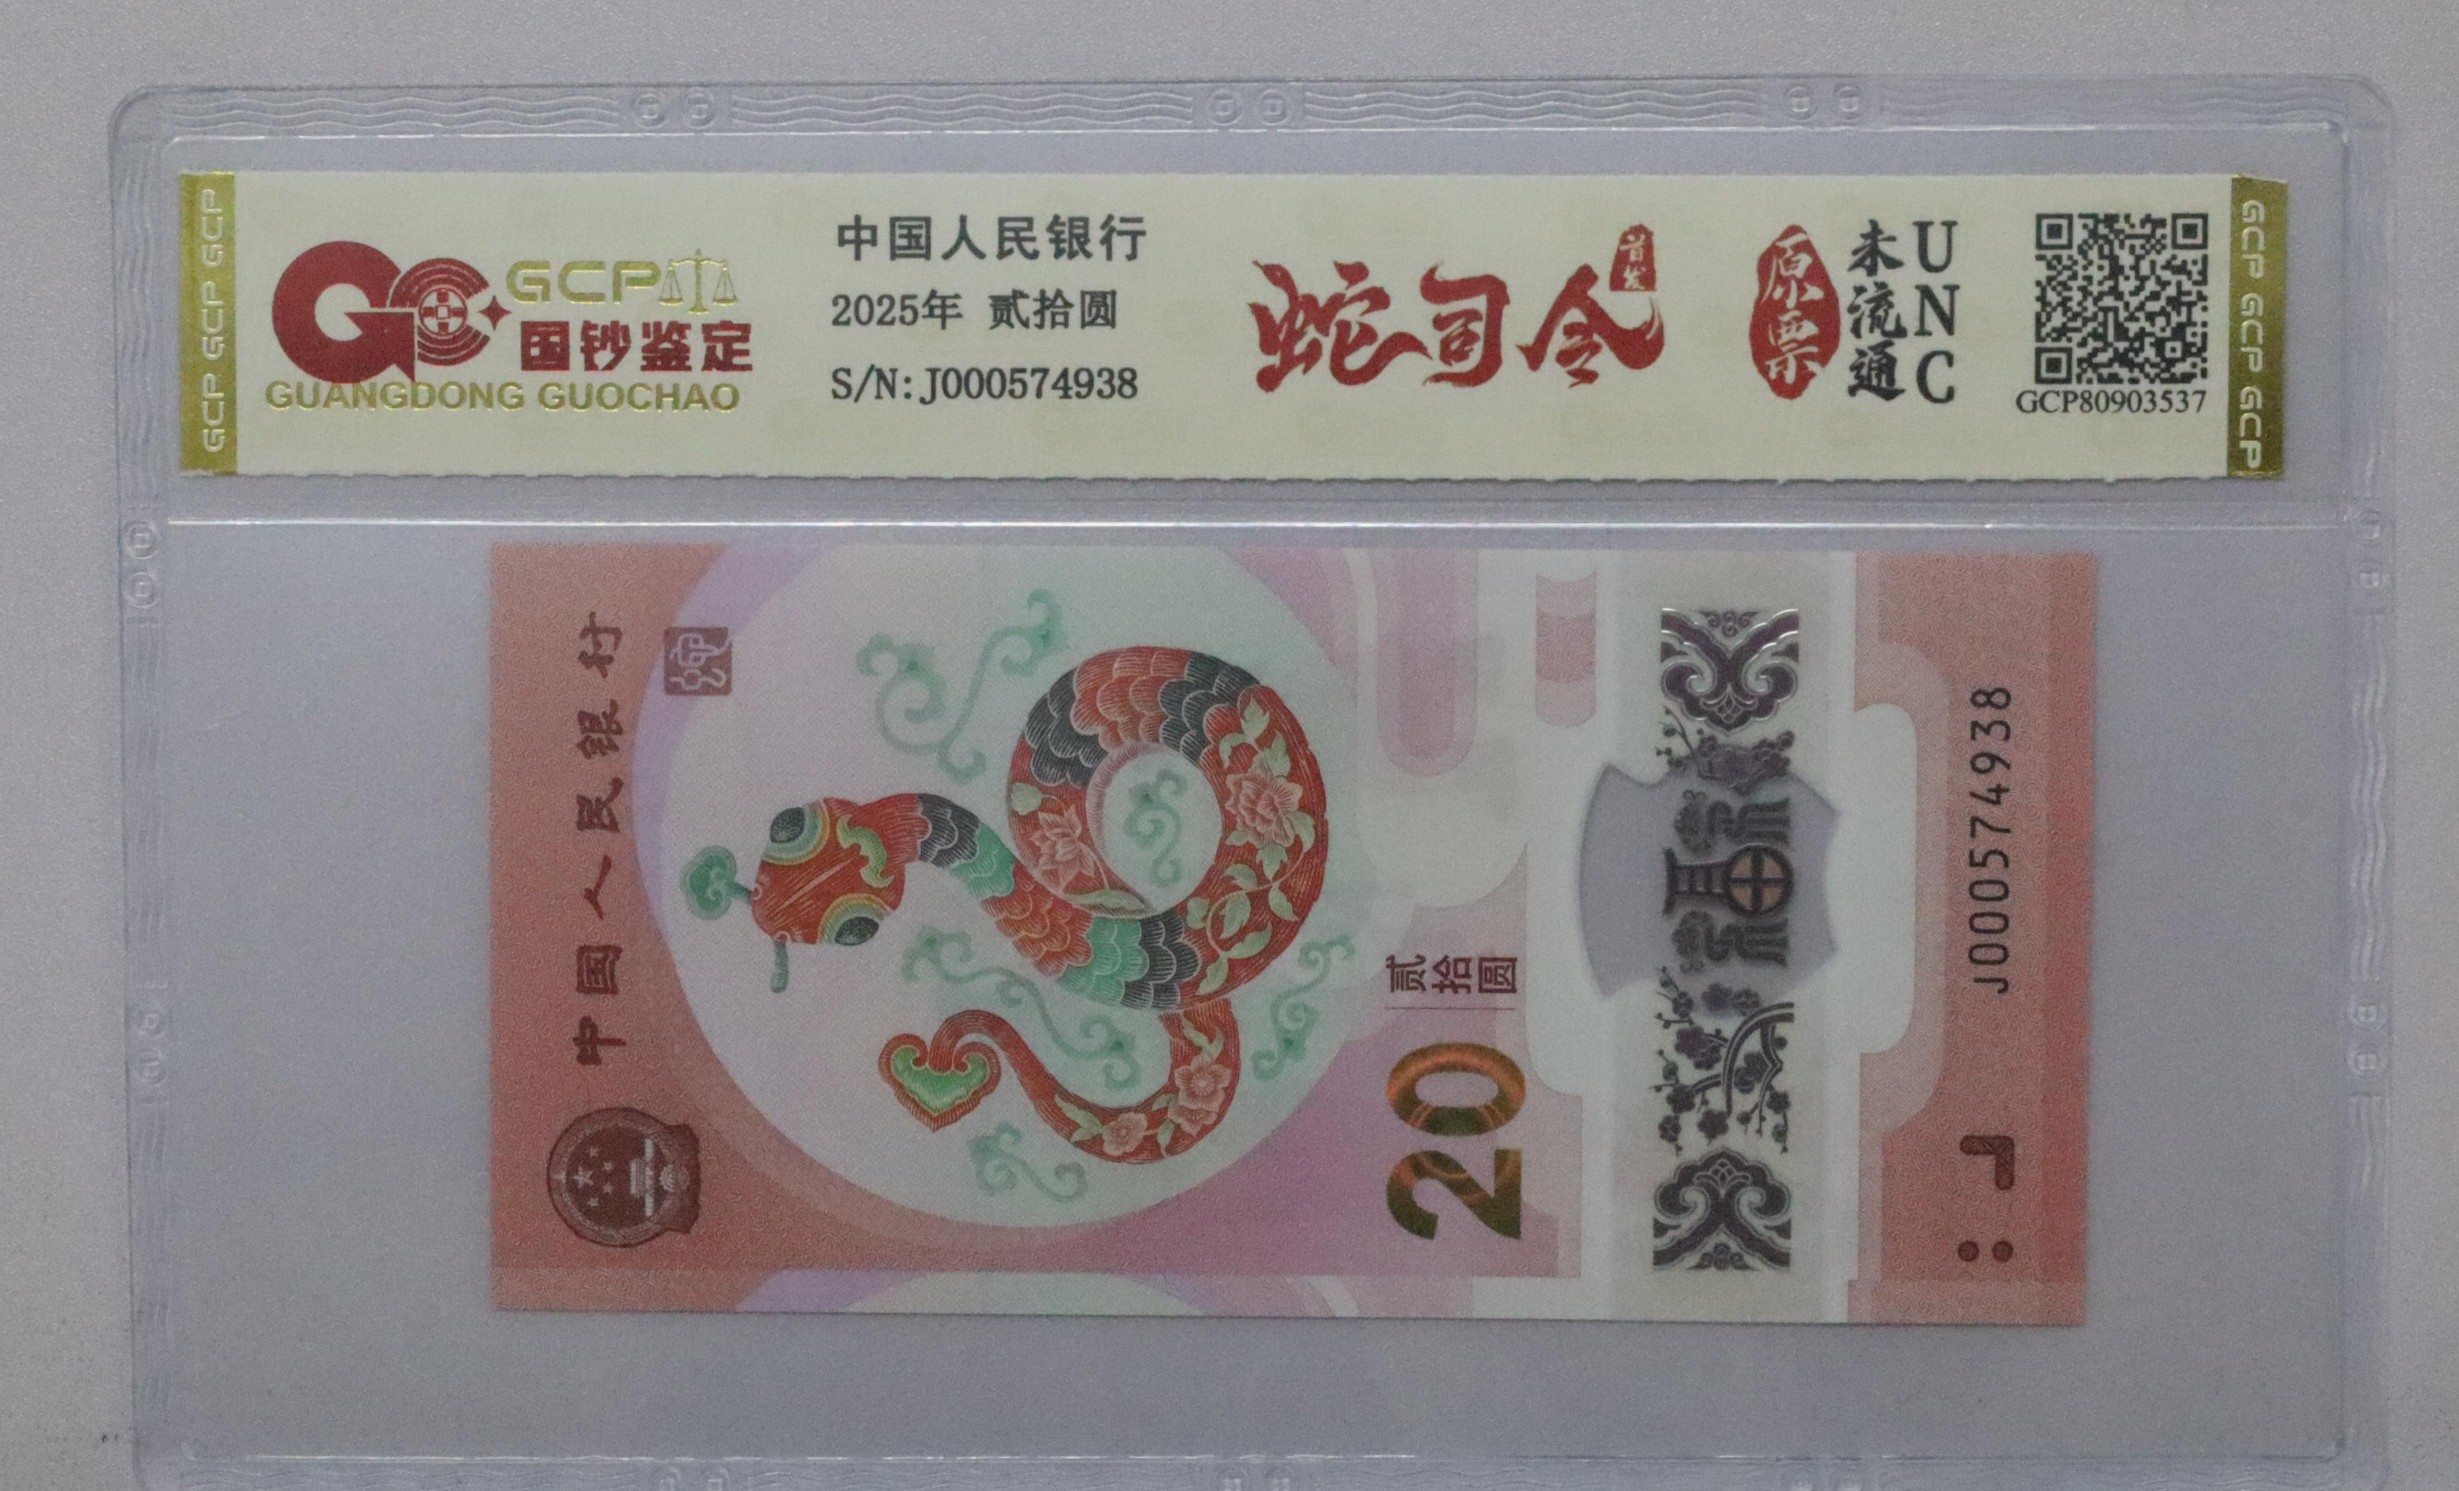 GCP GCP GCP
GCP
国钞鉴定
GUANGDONG GUOCHAO
中国人民银行
2025年 贰拾圆
S/N:J000574938
蛇司令
首发
原票
未流通
UNC
GCP80903537
GCP GCP GCP
中国人民银行
20
贰拾圆
福
J000574938